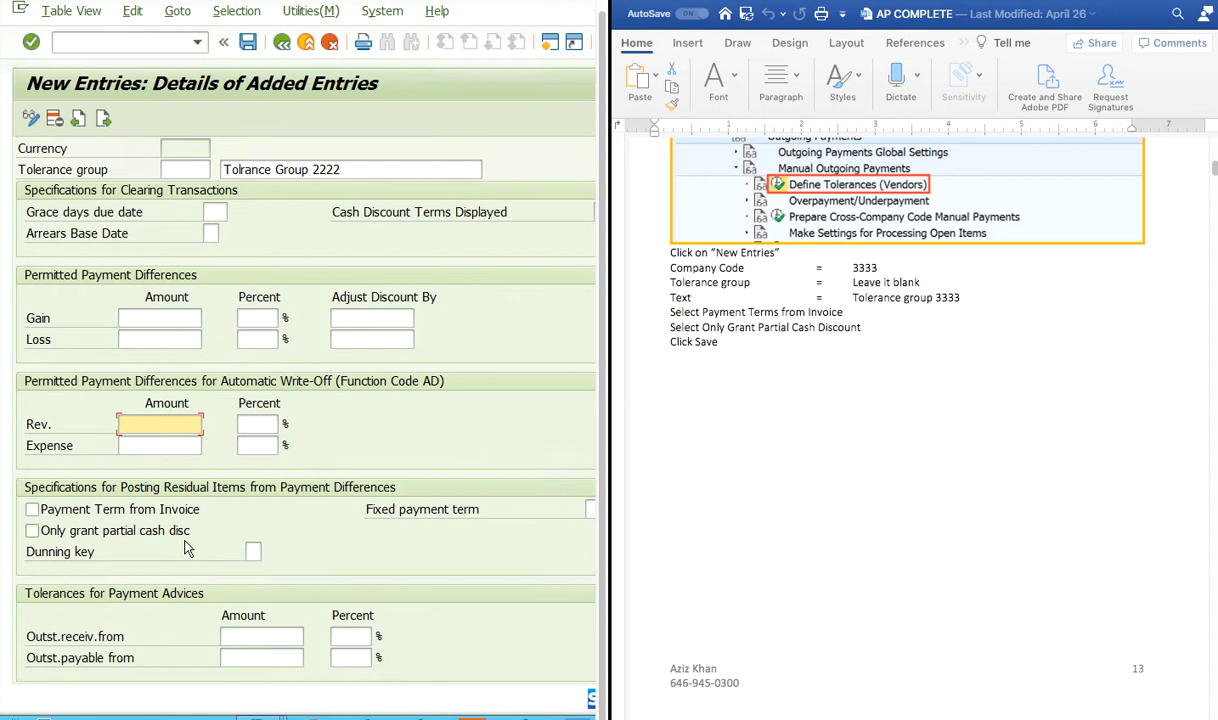 Table View Edit Goto Selection Utilities(M) System Help
New Entries: Details of Added Entries
Currency
Tolerance group Tolrance Group 2222
Specifications for Clearing Transactions
Grace days due date Cash Discount Terms Displayed
Arrears Base Date
Permitted Payment Differences
Amount Percent Adjust Discount By
Gain %
Loss %
Permitted Payment Differences for Automatic Write-Off (Function Code AD)
Amount Percent
Rev. %
Expense %
Specifications for Posting Residual Items from Payment Differences
Payment Term from Invoice Fixed payment term
Only grant partial cash disc
Dunning key
Tolerances for Payment Advices
Amount Percent
Outst.receiv.from %
Outst.payable from %
AutoSave ON AP COMPLETE — Last Modified: April 26
Home Insert Draw Design Layout References Tell me Share Comments
Paste Font Paragraph Styles Dictate Sensitivity Create and Share Adobe PDF Request Signatures
1 2 3 4 5 6 7
Outgoing Payments
Outgoing Payments Global Settings
Manual Outgoing Payments
Define Tolerances (Vendors)
Overpayment/Underpayment
Prepare Cross-Company Code Manual Payments
Make Settings for Processing Open Items
Click on "New Entries"
Company Code = 3333
Tolerance group = Leave it blank
Text = Tolerance group 3333
Select Payment Terms from Invoice
Select Only Grant Partial Cash Discount
Click Save
Aziz Khan 13
646-945-0300